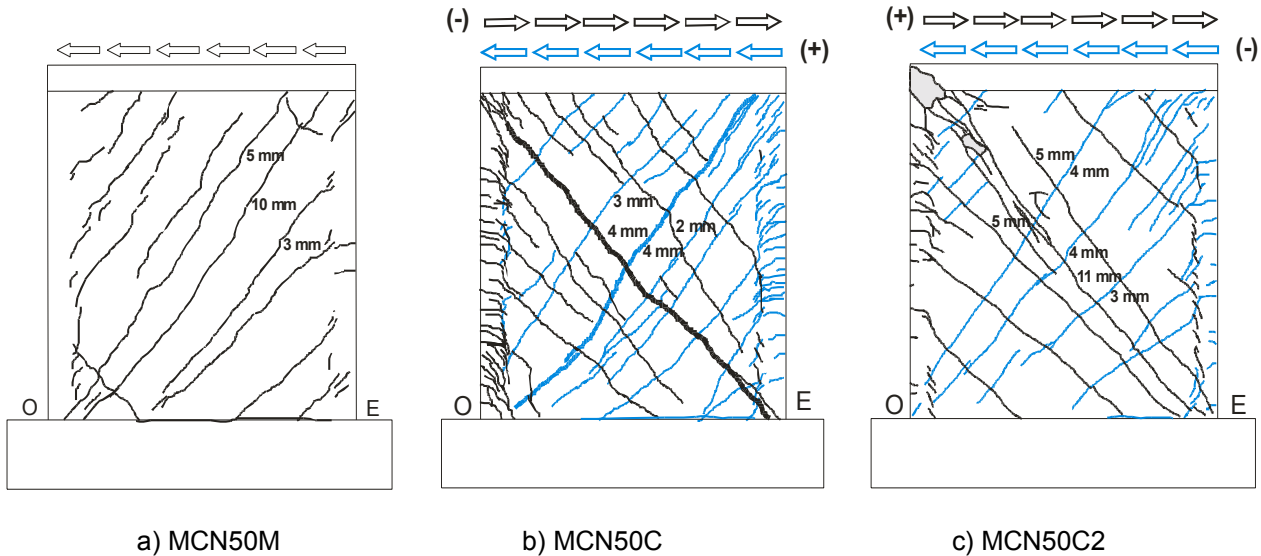 (-)
(+)
3 mm
4 mm
4 mm
2 mm
O
E
(+)
(-)
5 mm
4 mm
5 mm
4 mm
11 mm
3 mm
O
E
5 mm
10 mm
3 mm
O
E
a) MCN50M
b) MCN50C
c) MCN50C2